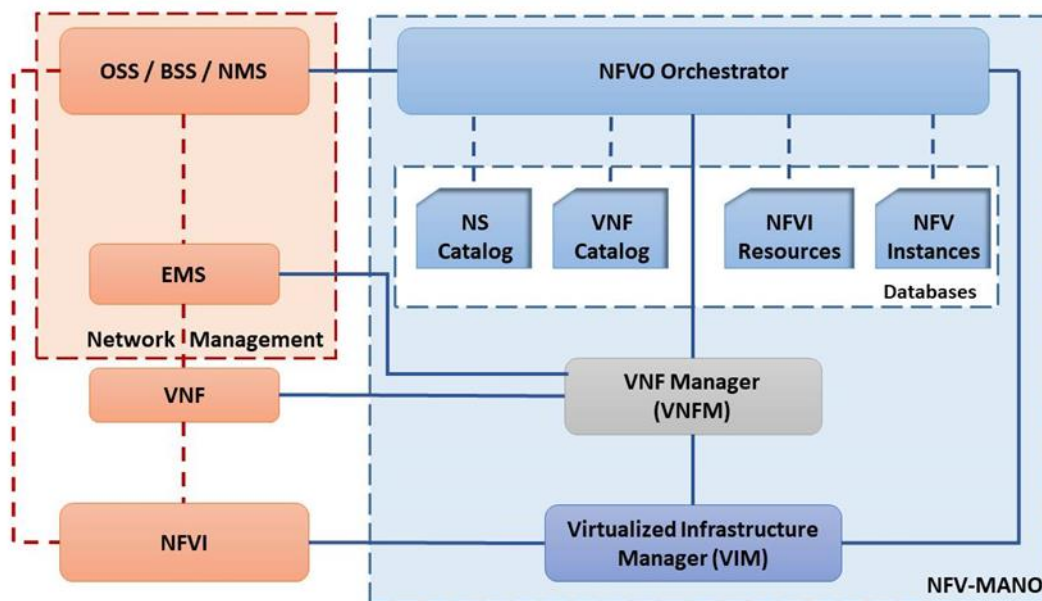 OSS / BSS / NMS
NFVO Orchestrator
NS
Catalog
VNF
Catalog
NFVI
Resources
NFV
Instances
Databases
EMS
Network Management
VNF
VNF Manager
(VNFM)
NFVI
Virtualized Infrastructure
Manager (VIM)
NFV-MANO